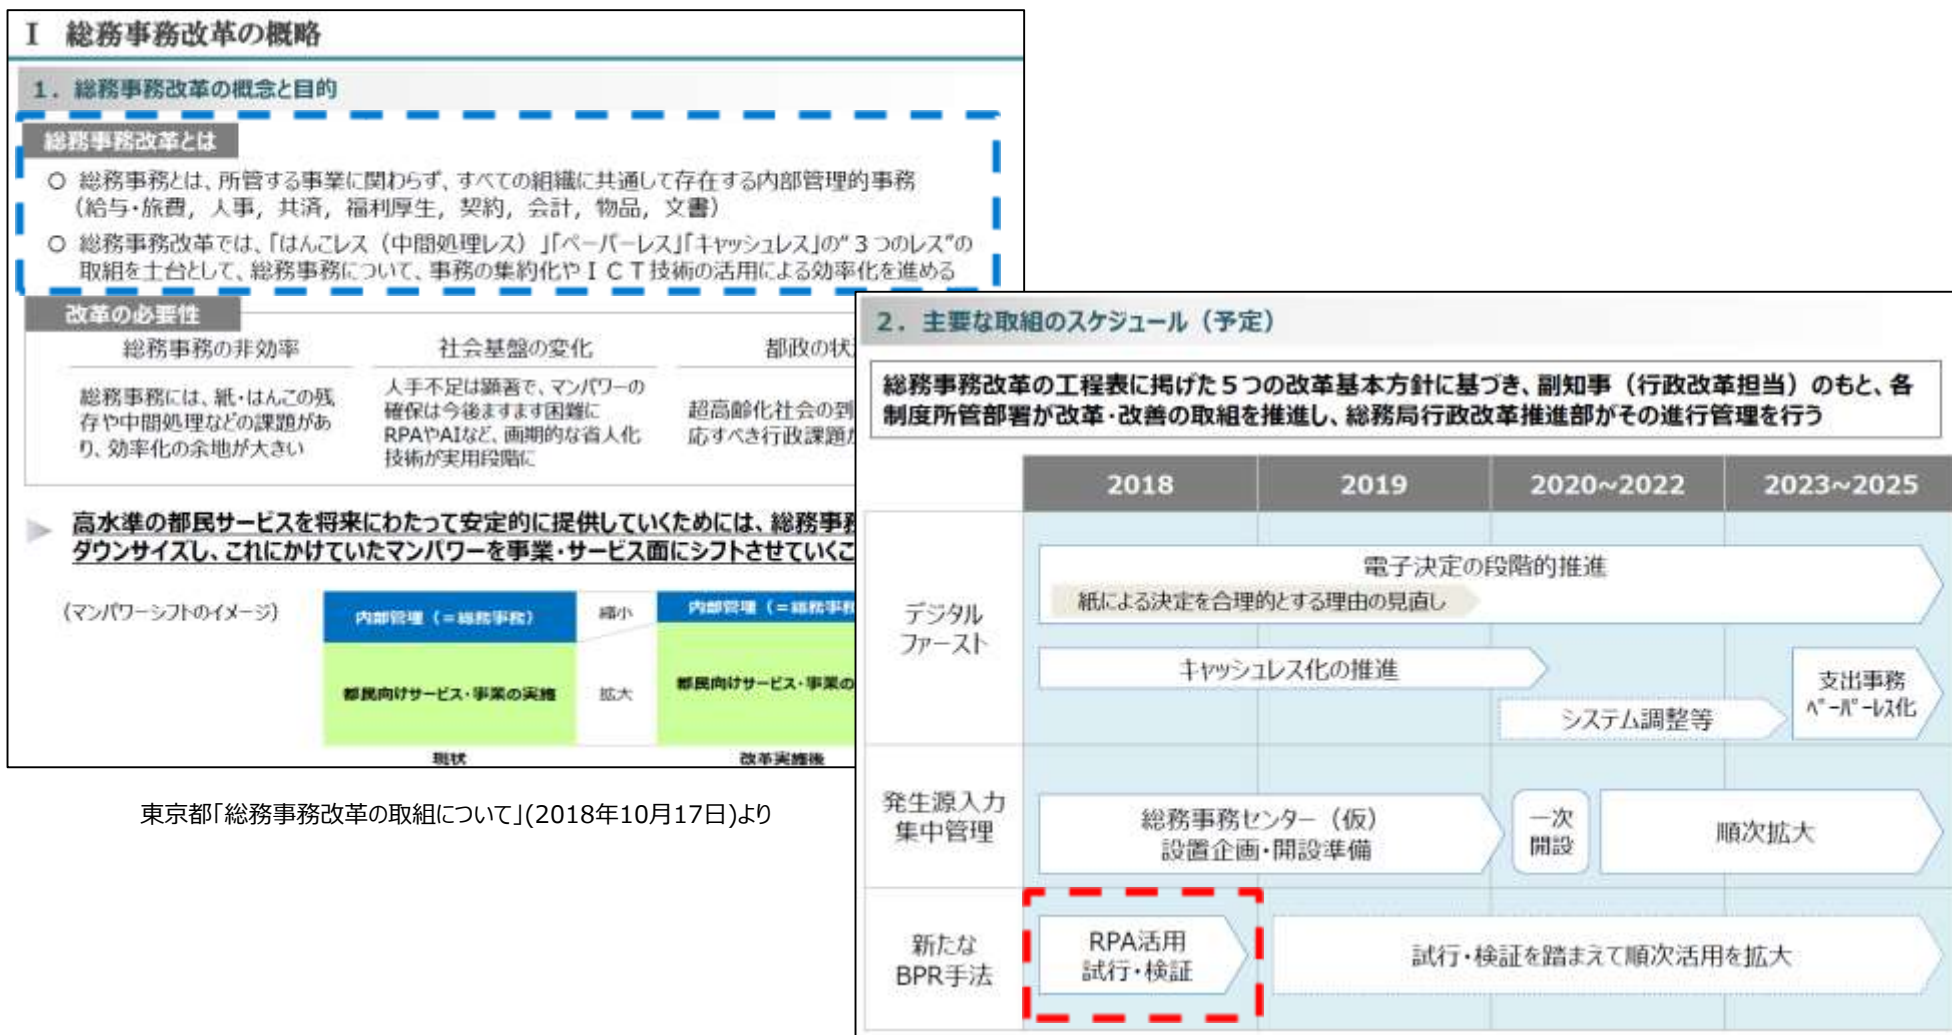 Ⅰ 総務事務改革の概略
１．総務事務改革の概念と目的
総務事務改革とは
○ 総務事務とは、所管する事業に関わらず、すべての組織に共通して存在する内部管理的事務
（給与・旅費，人事，共済，福利厚生，契約，会計，物品，文書）
○ 総務事務改革では、「はんこレス（中間処理レス）」「ペーパーレス」「キャッシュレス」の“３つのレス”の
取組を土台として、総務事務について、事務の集約化やＩＣＴ技術の活用による効率化を進める
改革の必要性
総務事務の非効率
総務事務には、紙・はんこの残
存や中間処理などの課題があ
り、効率化の余地が大きい
社会基盤の変化
人手不足は顕著で、マンパワーの
確保は今後ますます困難に
RPAやAIなど、画期的な省人化
技術が実用段階に
都政の状
超高齢化社会の到
応すべき行政課題
高水準の都民サービスを将来にわたって安定的に提供していくためには、総務事務
ダウンサイズし、これにかけていたマンパワーを事業・サービス面にシフトさせていくこ
（マンパワーシフトのイメージ）
内部管理（＝総務事務）
縮小
内部管理（＝総務事務
都民向けサービス・事業の実施
拡大
都民向けサービス・事業の
現状
改革実施後
東京都「総務事務改革の取組について」(2018年10月17日)より
２．主要な取組のスケジュール（予定）
総務事務改革の工程表に掲げた５つの改革基本方針に基づき、副知事（行政改革担当）のもと、各
制度所管部署が改革・改善の取組を推進し、総務局行政改革推進部がその進行管理を行う
2018 2019 2020~2022 2023~2025
デジタル
ファースト
電子決定の段階的推進
紙による決定を合理的とする理由の見直し
キャッシュレス化の推進
システム調整等
支出事務
ﾍﾟｰﾊﾟｰﾚｽ化
発生源入力
集中管理
総務事務センター（仮）
設置企画・開設準備
一次
開設
順次拡大
新たな
BPR手法
RPA活用
試行・検証
試行・検証を踏まえて順次活用を拡大